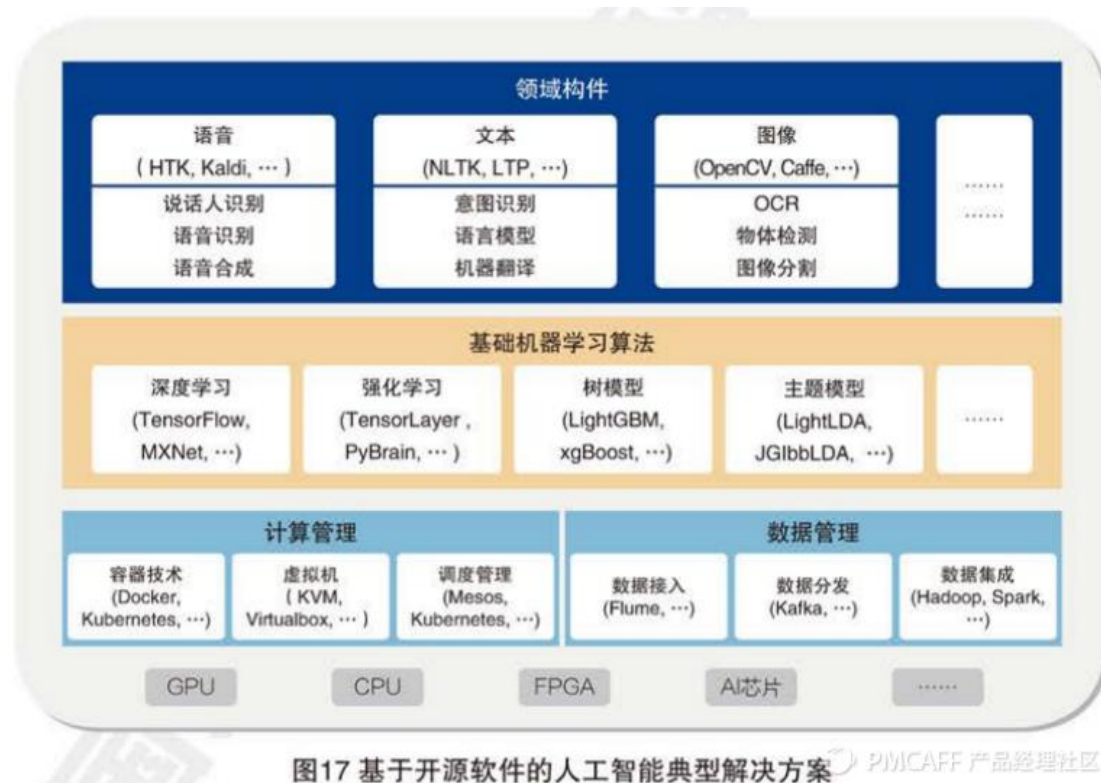 领域构件
语音
( HTK, Kaldi, … )
说话人识别
语音识别
语音合成
文本
(NLTK, LTP, …)
意图识别
语言模型
机器翻译
图像
(OpenCV, Caffe, …)
OCR
物体检测
图像分割
……
……
基础机器学习算法
深度学习
(TensorFlow,
MXNet, …)
强化学习
(TensorLayer ,
PyBrain, … )
树模型
(LightGBM,
xgBoost, …)
主题模型
(LightLDA,
JGIbbLDA, …)
……
计算管理
容器技术
(Docker,
Kubernetes, …)
虚拟机
( KVM,
Virtualbox, … )
调度管理
(Mesos,
Kubernetes, …)
数据管理
数据接入
(Flume, …)
数据分发
(Kafka, …)
数据集成
(Hadoop, Spark,
…)
GPU
CPU
FPGA
AI芯片
……
图17 基于开源软件的人工智能典型解决方案
PMCAFF 产品经理社区